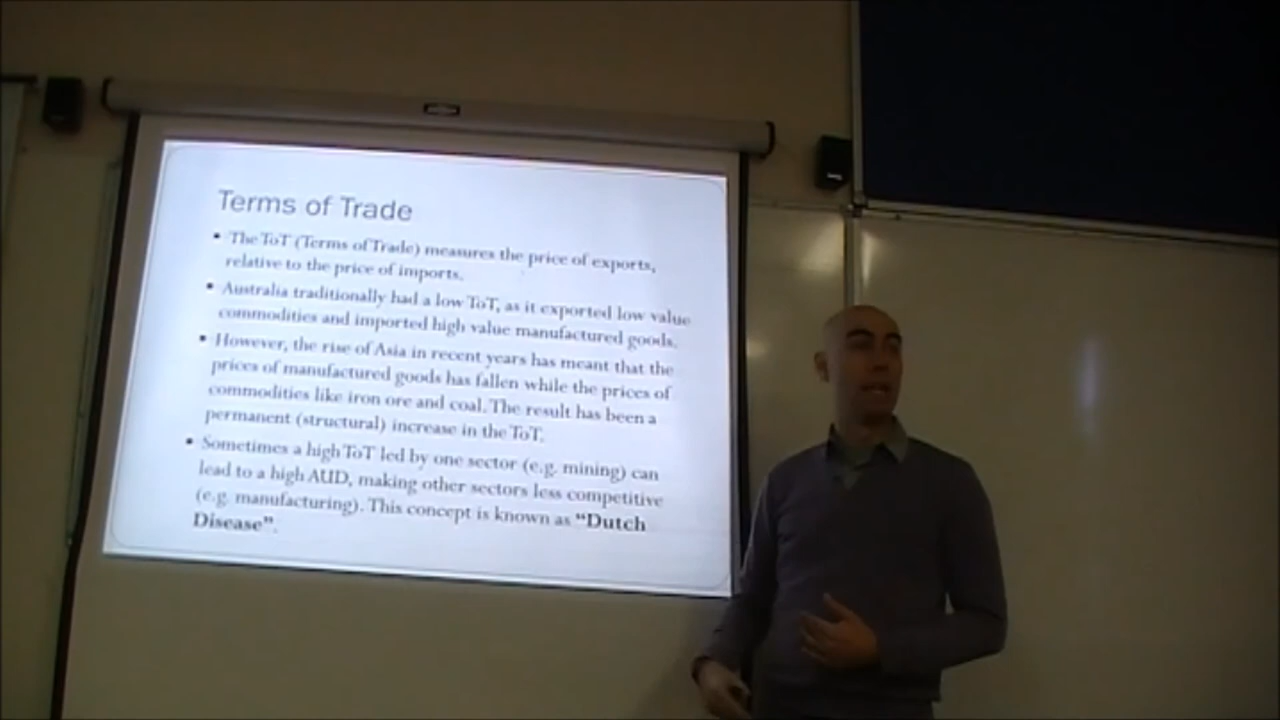 Terms of Trade
• The ToT (Terms of Trade) measures the price of exports,
relative to the price of imports.
• Australia traditionally had a low ToT, as it exported low value
commodities and imported high value manufactured goods.
• However, the rise of Asia in recent years has meant that the
prices of manufactured goods has fallen while the prices of
commodities like iron ore and coal. The result has been a
permanent (structural) increase in the ToT.
• Sometimes a high ToT led by one sector (e.g. mining) can
lead to a high AUD, making other sectors less competitive
(e.g. manufacturing). This concept is known as “Dutch
Disease”.